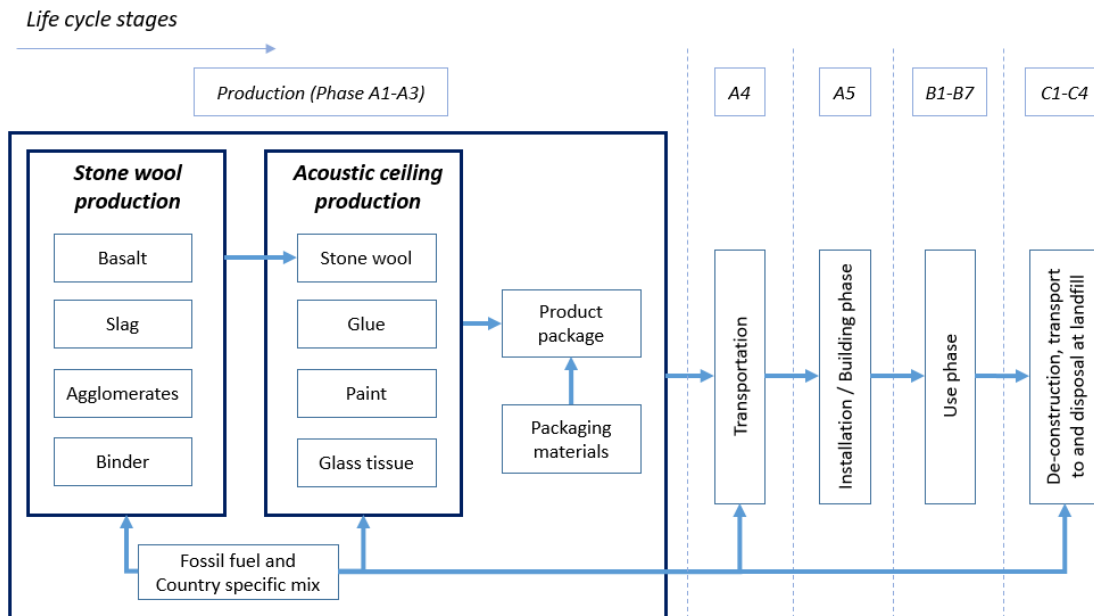 Life cycle stages
Production (Phase A1-A3)
A4
A5
B1-B7
C1-C4
Stone wool
production
Basalt
Slag
Agglomerates
Binder
Acoustic ceiling
production
Stone wool
Glue
Paint
Glass tissue
Product
package
Packaging
materials
Fossil fuel and
Country specific mix
Transportation
Installation / Building phase
Use phase
De-construction, transport
to and disposal at landfill